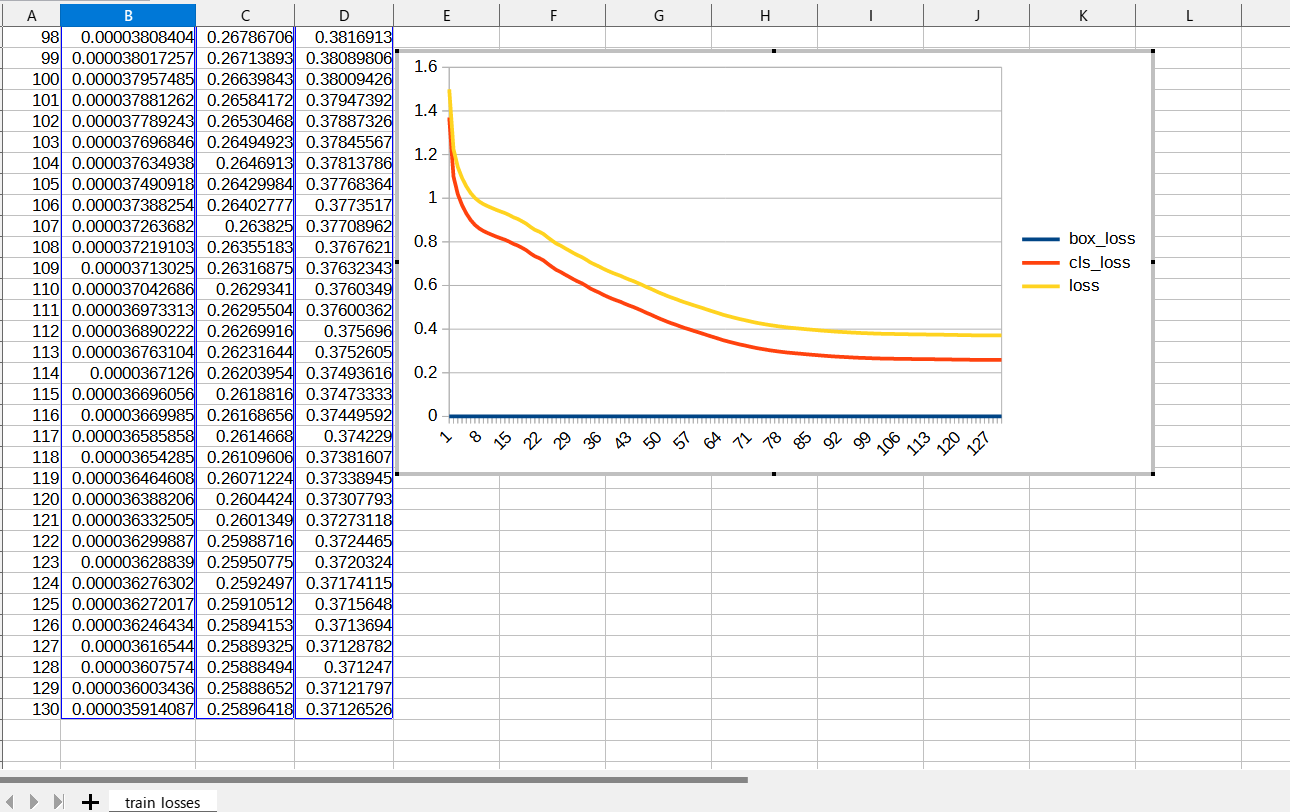 A B C D E F G H I J K L
98 0.00003808404 0.26786706 0.3816913
99 0.000038017257 0.26713893 0.38089806
100 0.000037957485 0.26639843 0.38009426
101 0.000037881262 0.26584172 0.37947392
102 0.000037789243 0.26530468 0.37887326
103 0.000037696846 0.26494923 0.37845567
104 0.000037634938 0.2646913 0.37813786
105 0.000037490918 0.26429984 0.37768364
106 0.000037388254 0.26402777 0.3773517
107 0.000037263682 0.263825 0.37708962
108 0.000037219103 0.26355183 0.3767621
109 0.00003713025 0.26316875 0.37632343
110 0.000037042686 0.2629341 0.3760349
111 0.000036973313 0.26295504 0.37600362
112 0.000036890222 0.26269916 0.375696
113 0.000036763104 0.26231644 0.3752605
114 0.0000367126 0.26203954 0.37493616
115 0.000036696056 0.2618816 0.37473333
116 0.00003669985 0.26168656 0.37449592
117 0.000036585858 0.2614668 0.374229
118 0.00003654285 0.26109606 0.37381607
119 0.000036464608 0.26071224 0.37338945
120 0.000036388206 0.2604424 0.37307793
121 0.000036332505 0.2601349 0.37273118
122 0.000036299887 0.25988716 0.3724465
123 0.00003628839 0.25950775 0.3720324
124 0.000036276302 0.2592497 0.37174115
125 0.000036272017 0.25910512 0.3715648
126 0.000036246434 0.25894153 0.3713694
127 0.00003616544 0.25889325 0.37128782
128 0.00003607574 0.25888494 0.371247
129 0.000036003436 0.25888652 0.37121797
130 0.000035914087 0.25896418 0.37126526
1.6
1.4
1.2
1
0.8
0.6
0.4
0.2
0
1 8 15 22 29 36 43 50 57 64 71 78 85 92 99 106 113 120 127
box_loss
cls_loss
loss
train losses